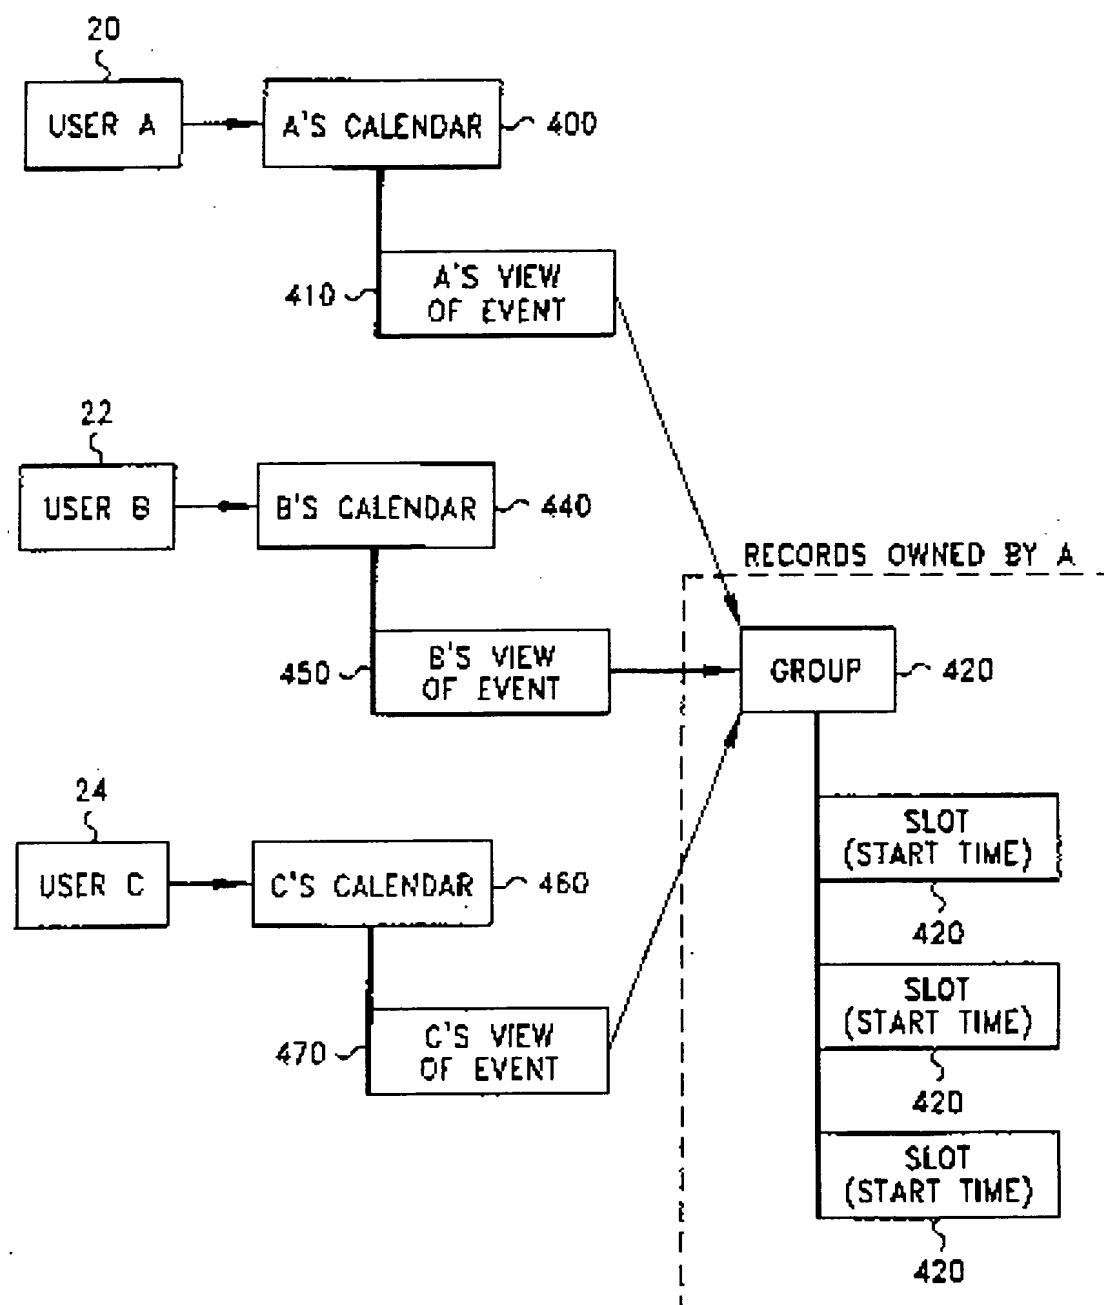 20
USER A
A'S CALENDAR
400
A'S VIEW
OF EVENT
410
22
USER B
B'S CALENDAR
440
B'S VIEW
OF EVENT
450
RECORDS OWNED BY A
GROUP
420
24
USER C
C'S CALENDAR
460
C'S VIEW
OF EVENT
470
SLOT
(START TIME)
420
SLOT
(START TIME)
420
SLOT
(START TIME)
420